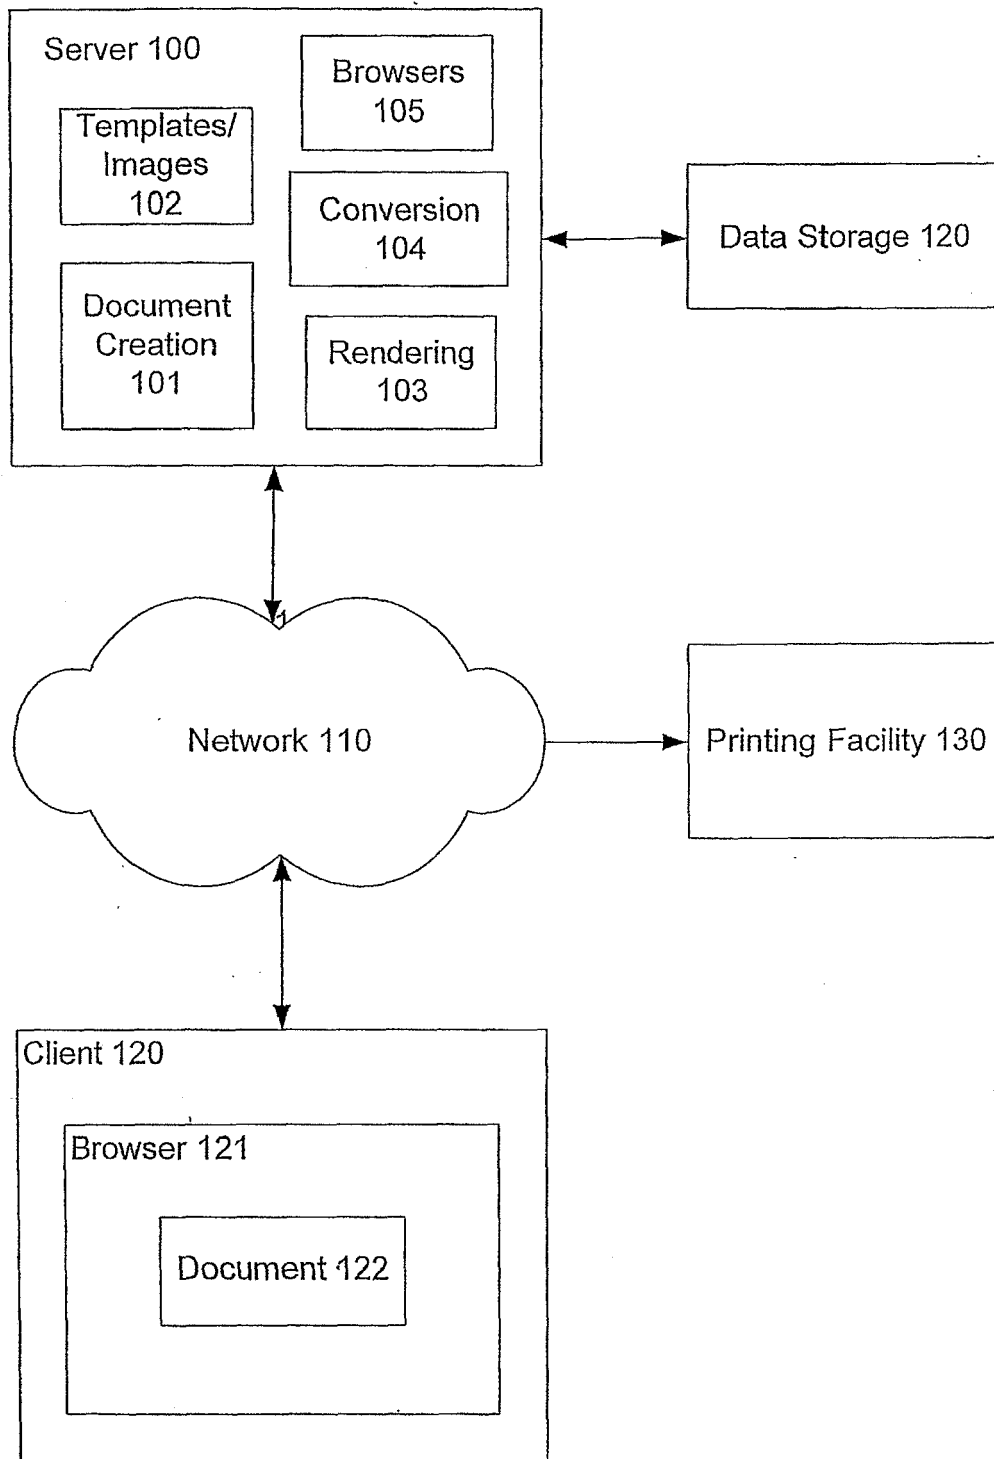 Server 100
Browsers
105
Templates/
Images
102
Conversion
104
Data Storage 120
Document
Creation
101
Rendering
103
Network 110
Printing Facility 130
Client 120
Browser 121
Document 122